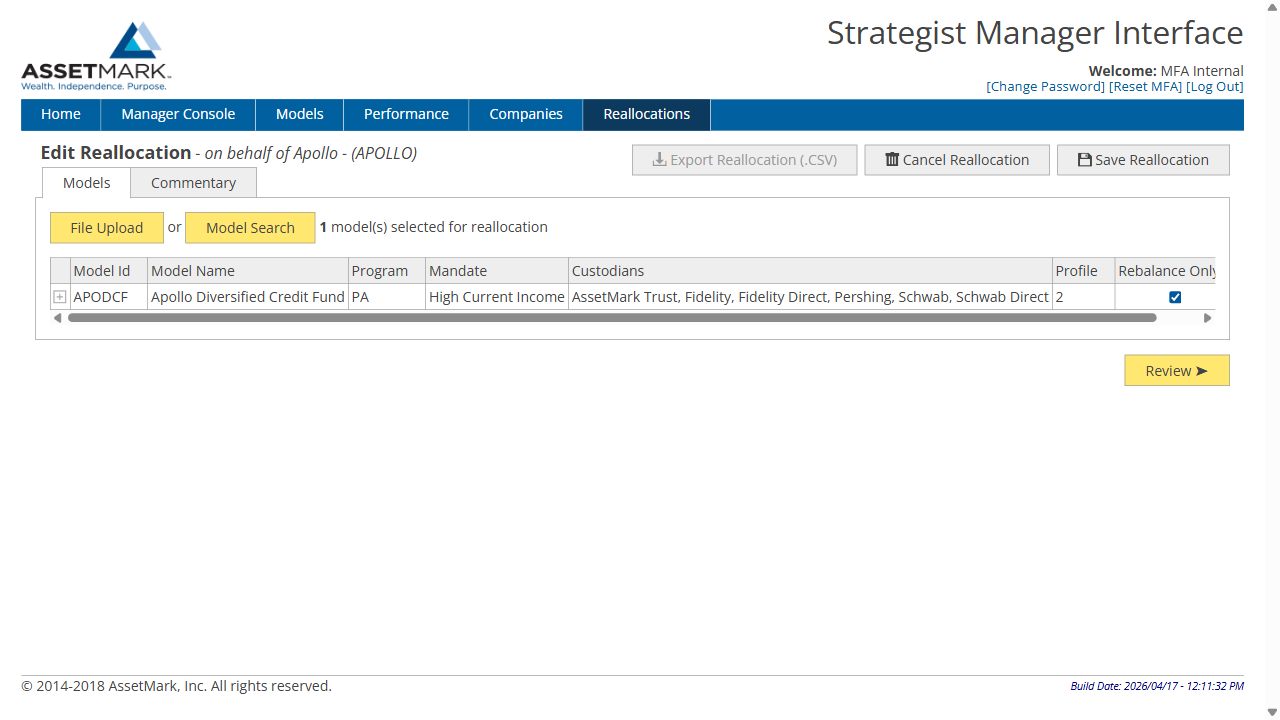 ASSETMARK™
Wealth. Independence. Purpose.
Strategist Manager Interface
Welcome: MFA Internal
[Change Password] [Reset MFA] [Log Out]
Home Manager Console Models Performance Companies Reallocations
Edit Reallocation - on behalf of Apollo - (APOLLO)
Export Reallocation (.CSV) Cancel Reallocation Save Reallocation
Models Commentary
File Upload or Model Search 1 model(s) selected for reallocation
Model Id Model Name Program Mandate Custodians Profile Rebalance Only
APODCF Apollo Diversified Credit Fund PA High Current Income AssetMark Trust, Fidelity, Fidelity Direct, Pershing, Schwab, Schwab Direct 2
Review ➤
© 2014-2018 AssetMark, Inc. All rights reserved.
Build Date: 2026/04/17 - 12:11:32 PM